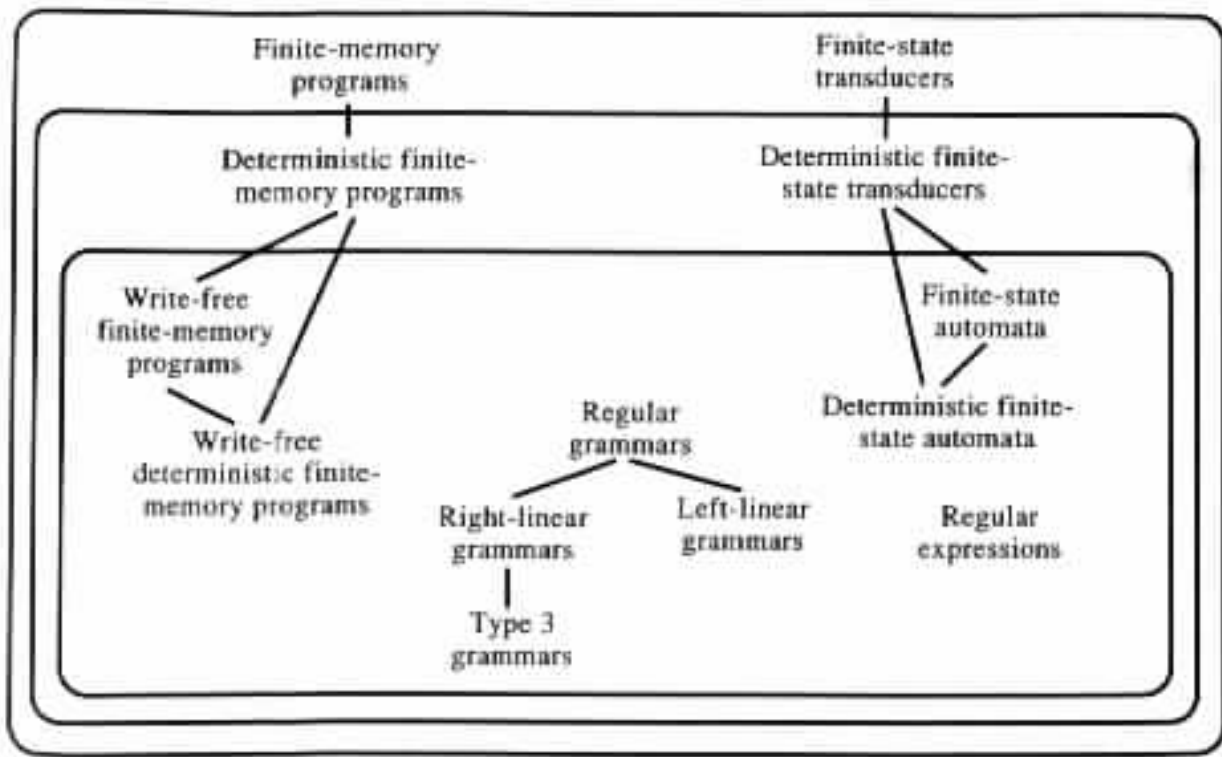 Finite-memory
programs
Finite-state
transducers
Deterministic finite-
memory programs
Deterministic finite-
state transducers
Write-free
finite-memory
programs
Finite-state
automata
Write-free
deterministic finite-
memory programs
Regular
grammars
Deterministic finite-
state automata
Right-linear
grammars
Left-linear
grammars
Regular
expressions
Type 3
grammars